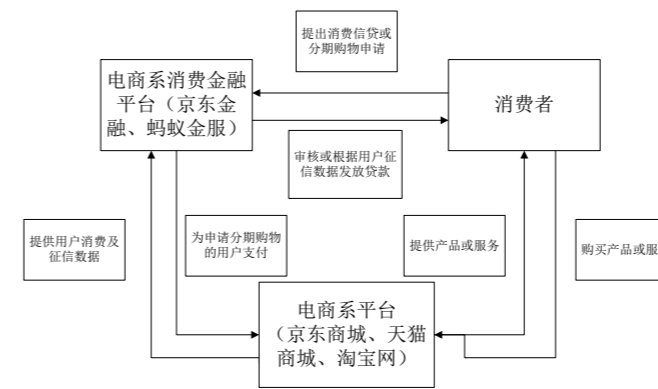 提出消费信贷或
分期购物申请
电商系消费金融
平台（京东金
融、蚂蚁金服）
消费者
审核或根据用户征
信数据发放贷款
提供用户消费及
征信数据
为申请分期购物
的用户支付
提供产品或服务
购买产品或服
电商系平台
（京东商城、天猫
商城、淘宝网）